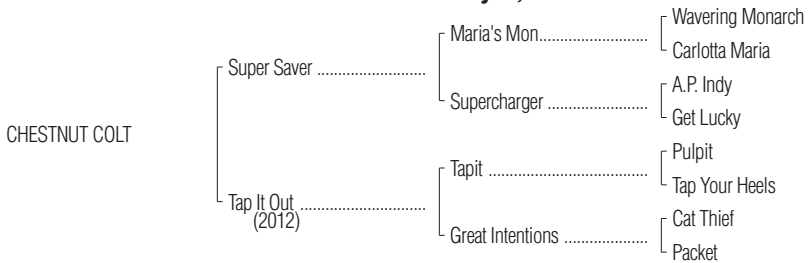 Wavering Monarch
Maria's Mon
Carlotta Maria
Super Saver
A.P. Indy
Supercharger
Get Lucky
CHESTNUT COLT
Pulpit
Tapit
Tap Your Heels
Tap It Out
(2012)
Cat Thief
Great Intentions
Packet